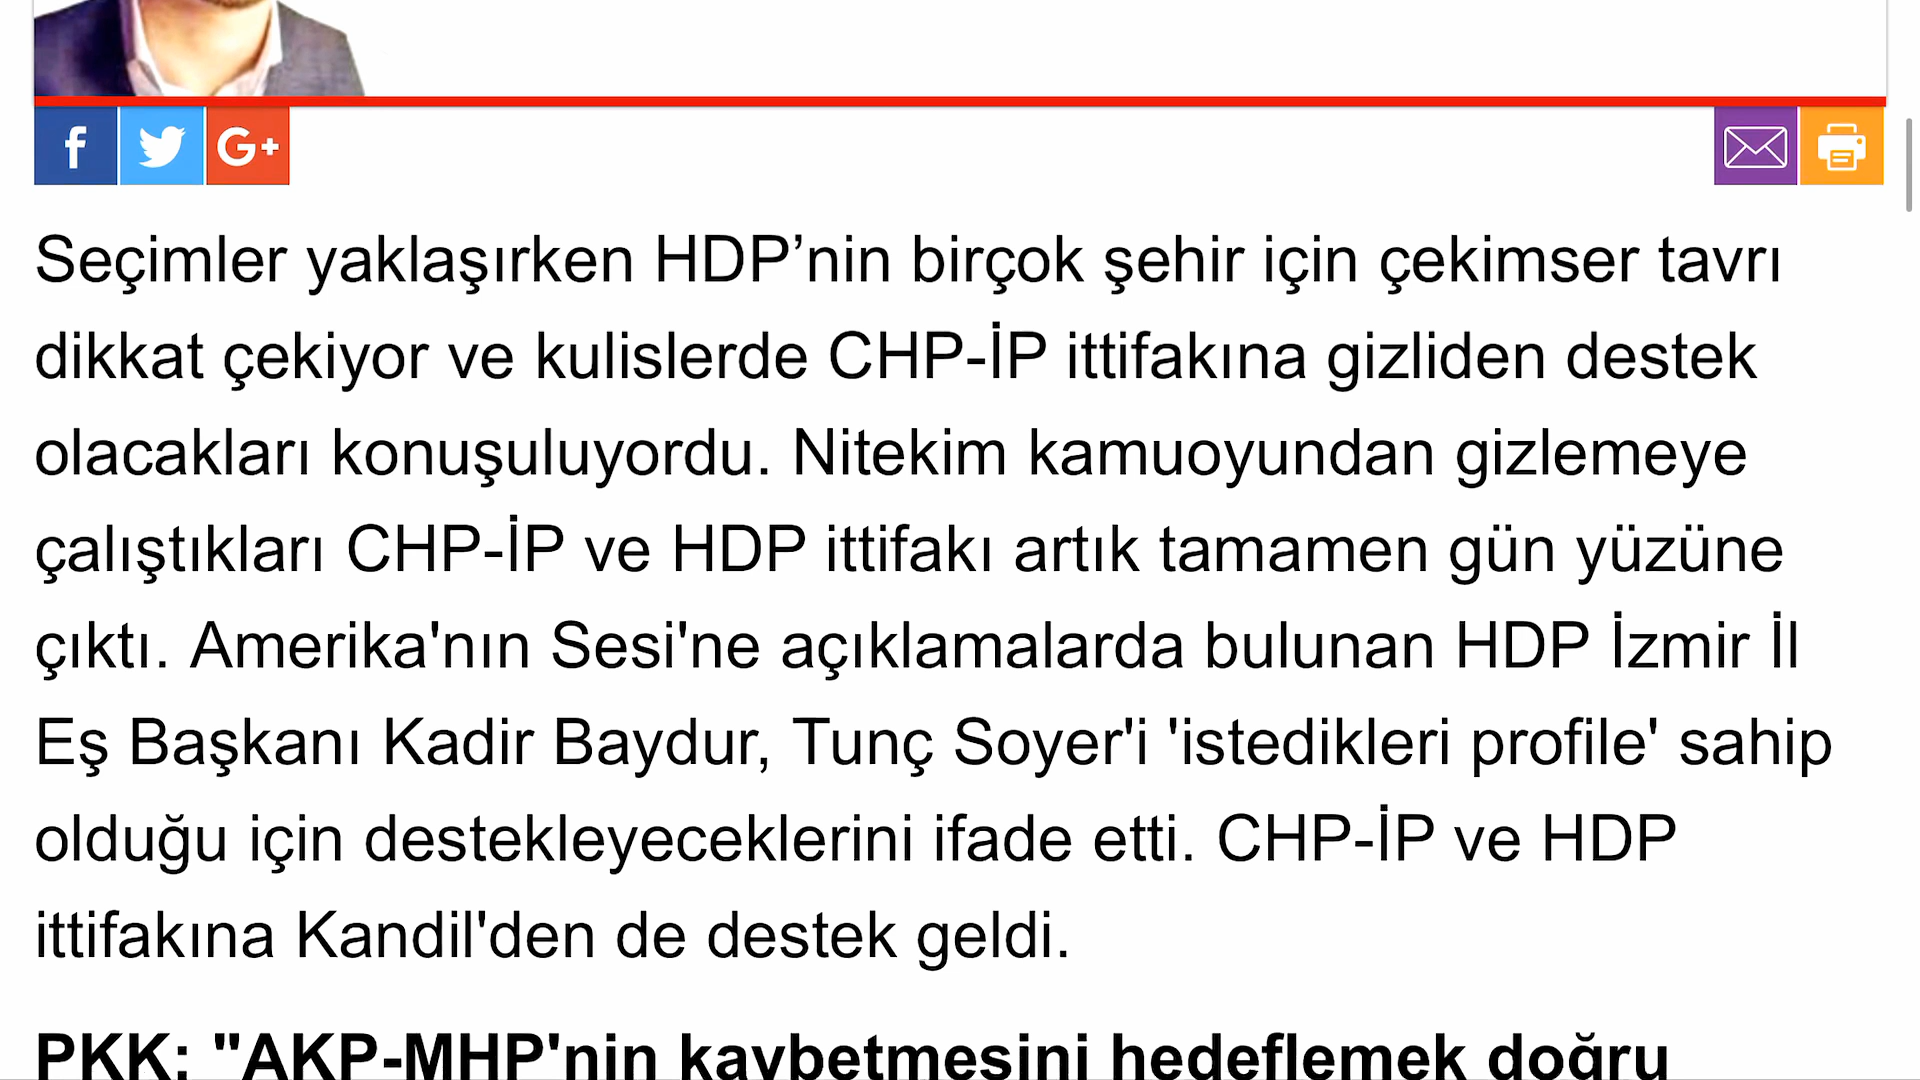 f
G+
Seçimler yaklaşırken HDP’nin birçok şehir için çekimser tavrı
dikkat çekiyor ve kulislerde CHP-İP ittifakına gizliden destek
olacakları konuşuluyordu. Nitekim kamuoyundan gizlemeye
çalıştıkları CHP-İP ve HDP ittifakı artık tamamen gün yüzüne
çıktı. Amerika'nın Sesi'ne açıklamalarda bulunan HDP İzmir İl
Eş Başkanı Kadir Baydur, Tunç Soyer'i 'istedikleri profile' sahip
olduğu için destekleyeceklerini ifade etti. CHP-İP ve HDP
ittifakına Kandil'den de destek geldi.
PKK: "AKP-MHP'nin kaybetmesini hedeflemek doğru